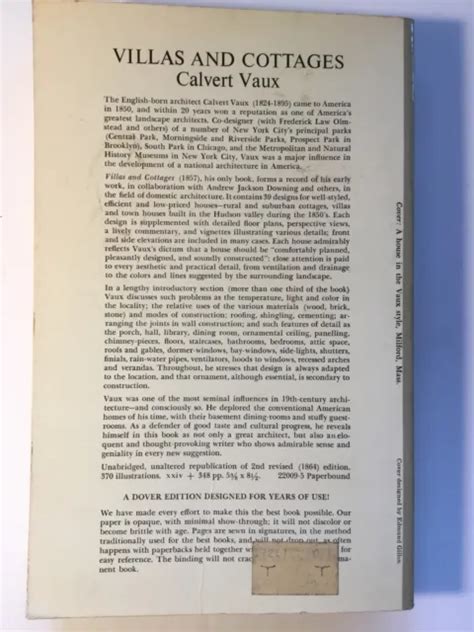 VILLAS AND COTTAGES
Calvert Vaux
The English-born architect Calvert Vaux (1824-1895) came to America
in 1850, and within 20 years won a reputation as one of America's
greatest landscape architects. Co-designer (with Frederick Law Olm-
stead and others) of a number of New York City's principal parks
(Central Park, Morningside and Riverside Parks, Prospect Park in
Brooklyn), South Park in Chicago, and the Metropolitan and Natural
History Museums in New York City, Vaux was a major influence in
the development of a national architecture in America.
Villas and Cottages (1857), his only book, forms a record of his early
work, in collaboration with Andrew Jackson Downing and others, in
the field of domestic architecture. It contains 39 designs for well-styled,
efficient and low-priced houses—rural and suburban cottages, villas
and town houses built in the Hudson valley during the 1850's. Each
design is supplemented with detailed floor plans, perspective views,
a lively commentary, and vignettes illustrating various details; front
and side elevations are included in many cases. Each house admirably
reflects Vaux's dictum that a house should be "comfortably planned,
pleasantly designed, and soundly constructed"; close attention is paid
to every aesthetic and practical detail, from ventilation and drainage
to the colors and lines suggested by the surrounding landscape.
In a lengthy introductory section (more than one third of the book)
Vaux discusses such problems as the temperature, light and color in
the locality; the relative uses of the various materials (wood, brick,
stone) and modes of construction; roofing, shingling, cementing; ar-
ranging the joints in wall construction; and such features of detail as
the porch, hall, library, dining room, ornamental ceiling, panelling,
chimney-pieces, floors, staircases, bathrooms, bedrooms, attic space,
roofs and gables, dormer-windows, bay-windows, side-lights, shutters,
finials, rain-water pipes, ventilators, hoods to windows, recessed arches
and verandas. Throughout, he stresses that design is always adapted
to the location, and that ornament, although essential, is secondary to
construction.
Vaux was one of the most seminal influences in 19th-century archi-
tecture—and consciously so. He deplored the conventional American
homes of his time, with their basement dining-rooms and stuffy guest-
rooms. As a defender of good taste and cultural progress, he reveals
himself in this book as not only a great architect, but also an elo-
quent and thought-provoking writer who shows admirable sense and
geniality in every new suggestion.
Unabridged, unaltered republication of 2nd revised (1864) edition.
370 illustrations. xxiv + 348 pp. 5⅜ x 8½. 22009-5 Paperbound
A DOVER EDITION DESIGNED FOR YEARS OF USE!
We have made every effort to make this the best book possible. Our
paper is opaque, with minimal show-through; it will not discolor or
become brittle with age. Pages are sewn in signatures, in the method
traditionally used for the best books, and will not drop out, as often
happens with paperbacks held together for
easy reference. The binding will not
nent book.
Cover: A house in the Vaux style, Milford, Mass.
Cover designed by Edmund Gillon